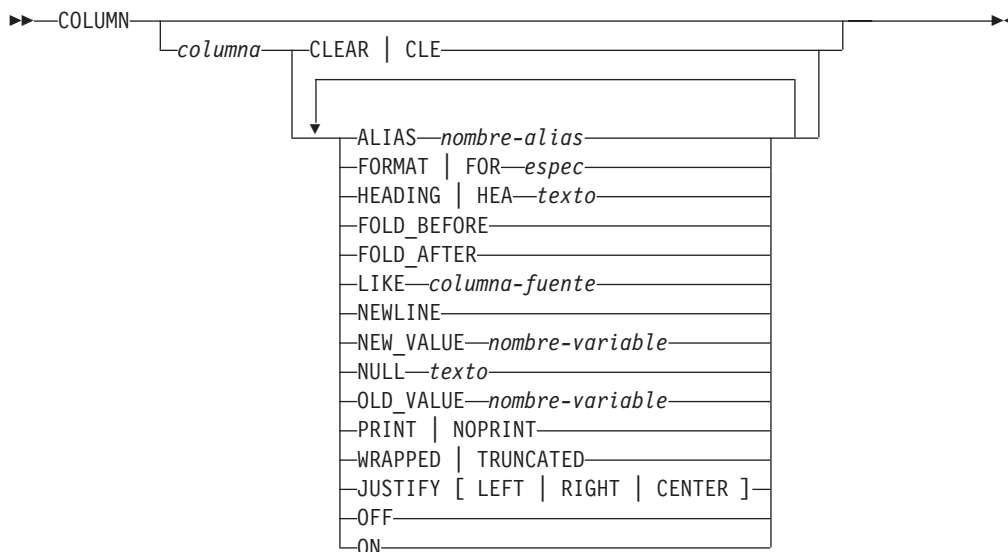 COLUMN
columna CLEAR | CLE
ALIAS nombre-alias
FORMAT | FOR espec
HEADING | HEA texto
FOLD_BEFORE
FOLD_AFTER
LIKE columna-fuente
NEWLINE
NEW_VALUE nombre-variable
NULL texto
OLD_VALUE nombre-variable
PRINT | NOPRINT
WRAPPED | TRUNCATED
JUSTIFY [ LEFT | RIGHT | CENTER ]
OFF
ON